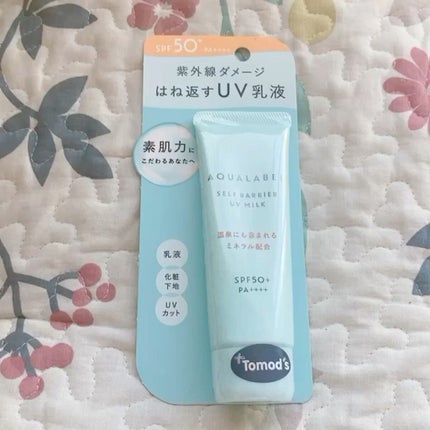 SPF50+ PA++++
紫外線ダメージ
はね返すUV乳液
素肌力に
こだわるあなたへ
AQUALABEL
SELF BARRIER
UV MILK
温泉にも含まれる
ミネラル配合
SPF50+
PA++++
乳液
化粧
下地
UV
カット
Tomod's